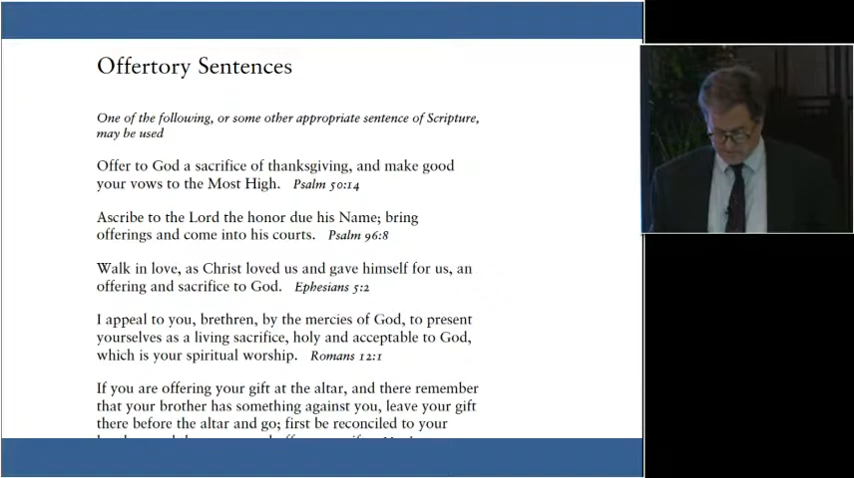 Offertory Sentences
One of the following, or some other appropriate sentence of Scripture,
may be used
Offer to God a sacrifice of thanksgiving, and make good
your vows to the Most High. Psalm 50:14
Ascribe to the Lord the honor due his Name; bring
offerings and come into his courts. Psalm 96:8
Walk in love, as Christ loved us and gave himself for us, an
offering and sacrifice to God. Ephesians 5:2
I appeal to you, brethren, by the mercies of God, to present
yourselves as a living sacrifice, holy and acceptable to God,
which is your spiritual worship. Romans 12:1
If you are offering your gift at the altar, and there remember
that your brother has something against you, leave your gift
there before the altar and go; first be reconciled to your